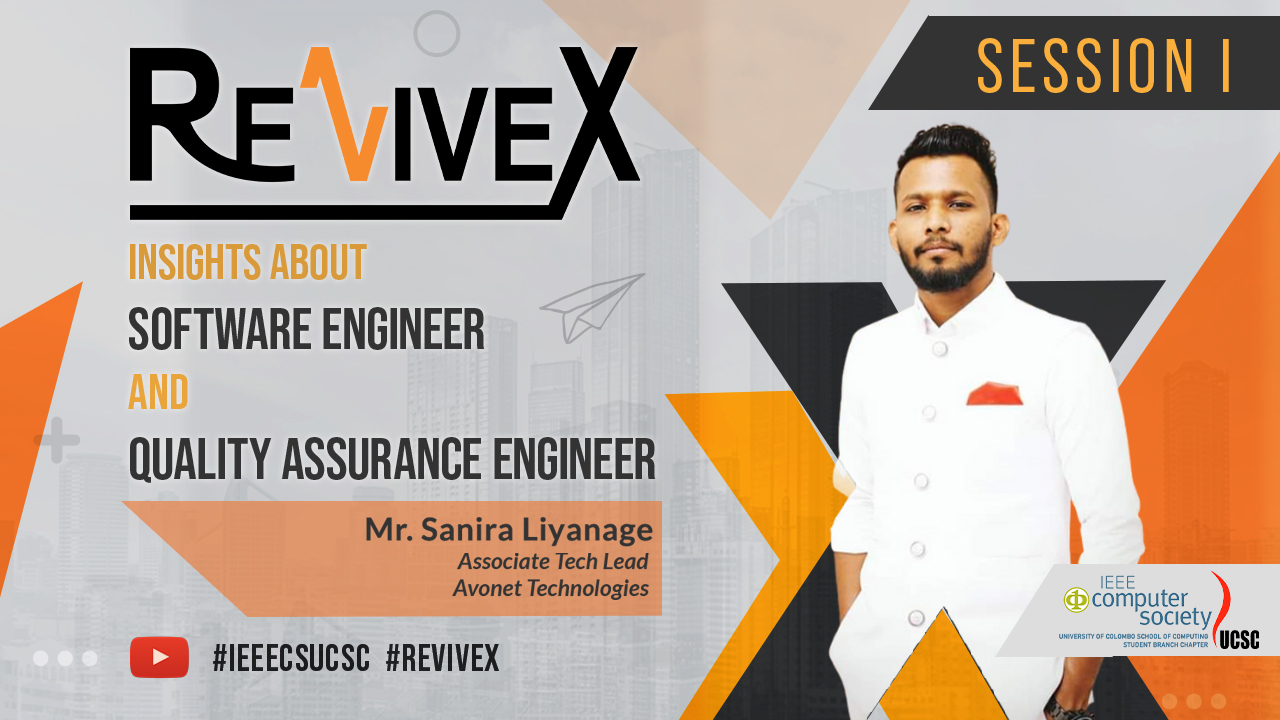 REVIVEX
SESSION I
INSIGHTS ABOUT
SOFTWARE ENGINEER
AND
QUALITY ASSURANCE ENGINEER
Mr. Sanira Liyanage
Associate Tech Lead
Avonet Technologies
#IEEECSUCSC #REVIVEX
IEEE
computer
society
UNIVERSITY OF COLOMBO SCHOOL OF COMPUTING
STUDENT BRANCH CHAPTER
UCSC